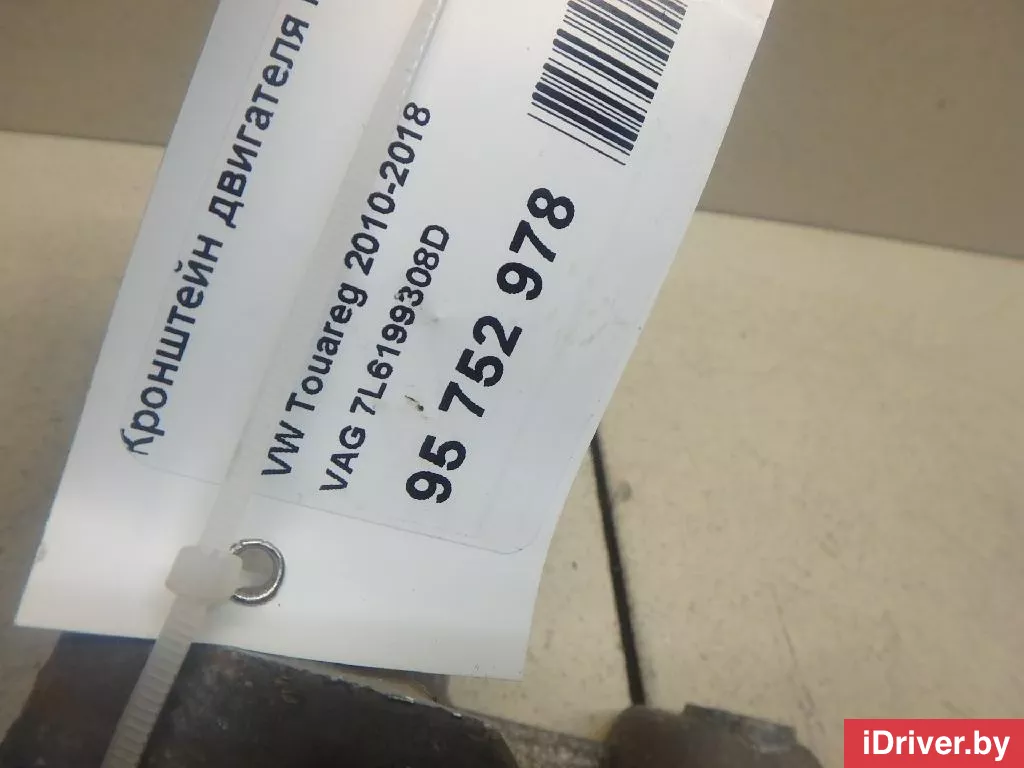 Кронштейн двигателя
VW Touareg 2010-2018
VAG 7L6199308D
95 752 978
iDriver.by